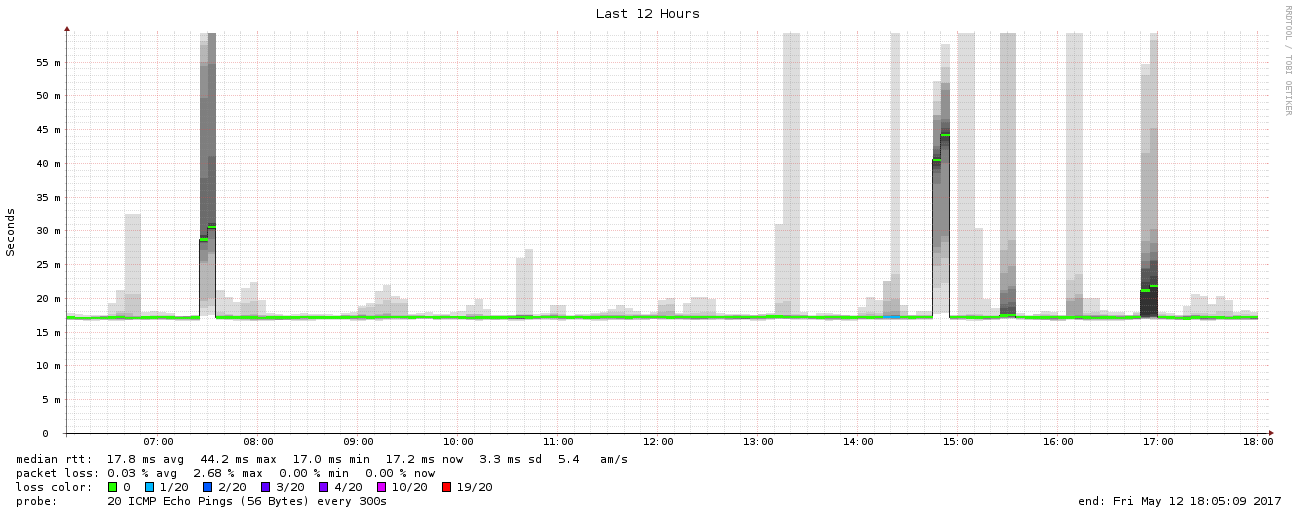 Last 12 Hours
RRDTOOL / TOBI OETIKER
Seconds
55 m
50 m
45 m
40 m
35 m
30 m
25 m
20 m
15 m
10 m
5 m
0
07:00 08:00 09:00 10:00 11:00 12:00 13:00 14:00 15:00 16:00 17:00 18:00
median rtt: 17.8 ms avg 44.2 ms max 17.0 ms min 17.2 ms now 3.3 ms sd 5.4 am/s
packet loss: 0.03 % avg 2.68 % max 0.00 % min 0.00 % now
loss color: 0 1/20 2/20 3/20 4/20 10/20 19/20
probe: 20 ICMP Echo Pings (56 Bytes) every 300s
end: Fri May 12 18:05:09 2017